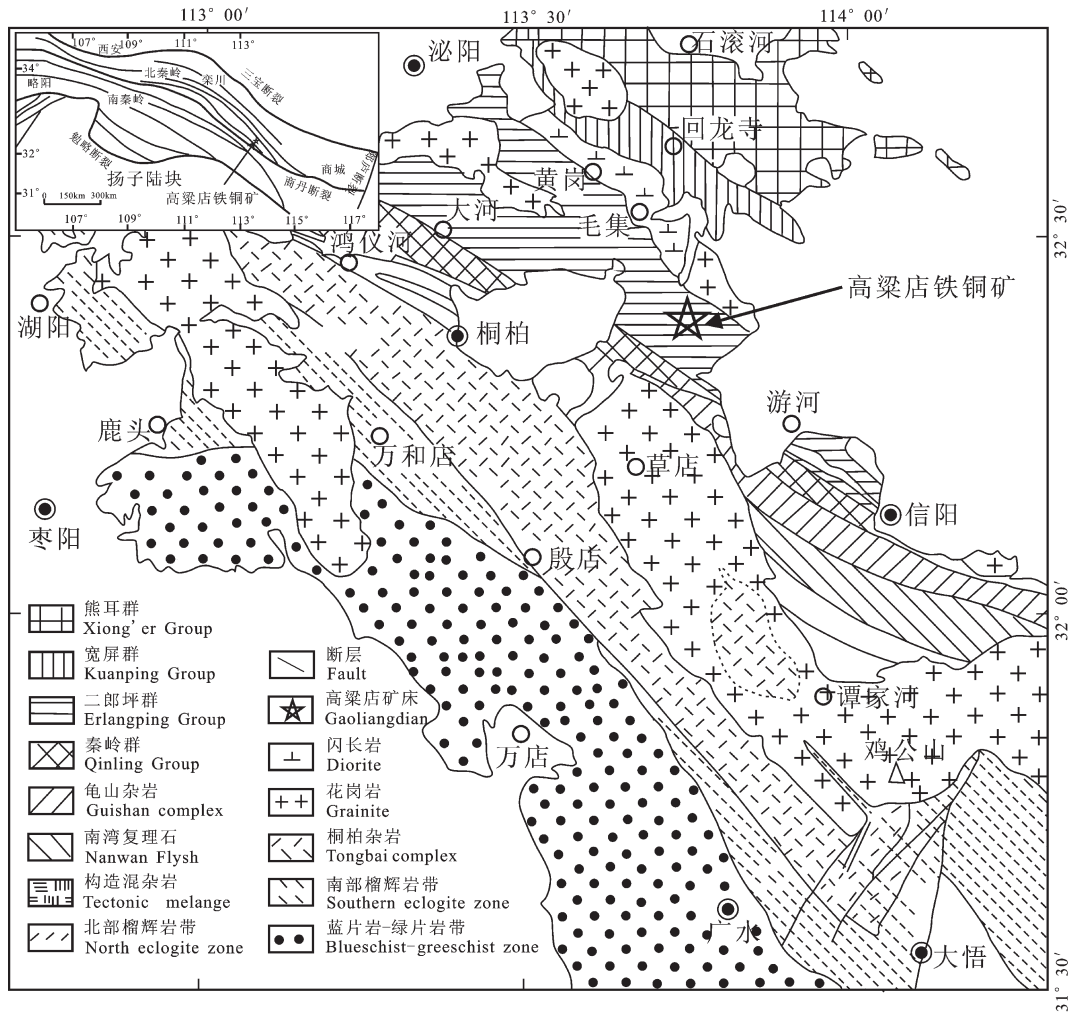 113° 00′
113° 30′
114° 00′
107°
109°
111°
113°
西安
34°
北秦岭
栾川
三宝断裂
略阳
南秦岭
勉略断裂
32°
扬子陆块
商城
商丹断裂
高粱店铁铜矿
31°
0 150km 300km
107°
109°
113°
115°
117°
泌阳
石滚河
回龙寺
黄岗
毛集
大河
鸿仪河
32° 30′
高粱店铁铜矿
湖阳
桐柏
游河
鹿头
万和店
草店
信阳
枣阳
殷店
32° 00′
谭家河
鸡公山
万店
广水
大悟
31° 30′
熊耳群
Xiong'er Group
宽屏群
Kuanping Group
二郎坪群
Erlangping Group
秦岭群
Qinling Group
龟山杂岩
Guishan complex
南湾复理石
Nanwan Flysh
构造混杂岩
Tectonic melange
北部榴辉岩带
North eclogite zone
断层
Fault
高粱店矿床
Gaoliangdian
闪长岩
Diorite
花岗岩
Grainite
桐柏杂岩
Tongbai complex
南部榴辉岩带
Southern eclogite zone
蓝片岩-绿片岩带
Blueschist-greeschist zone